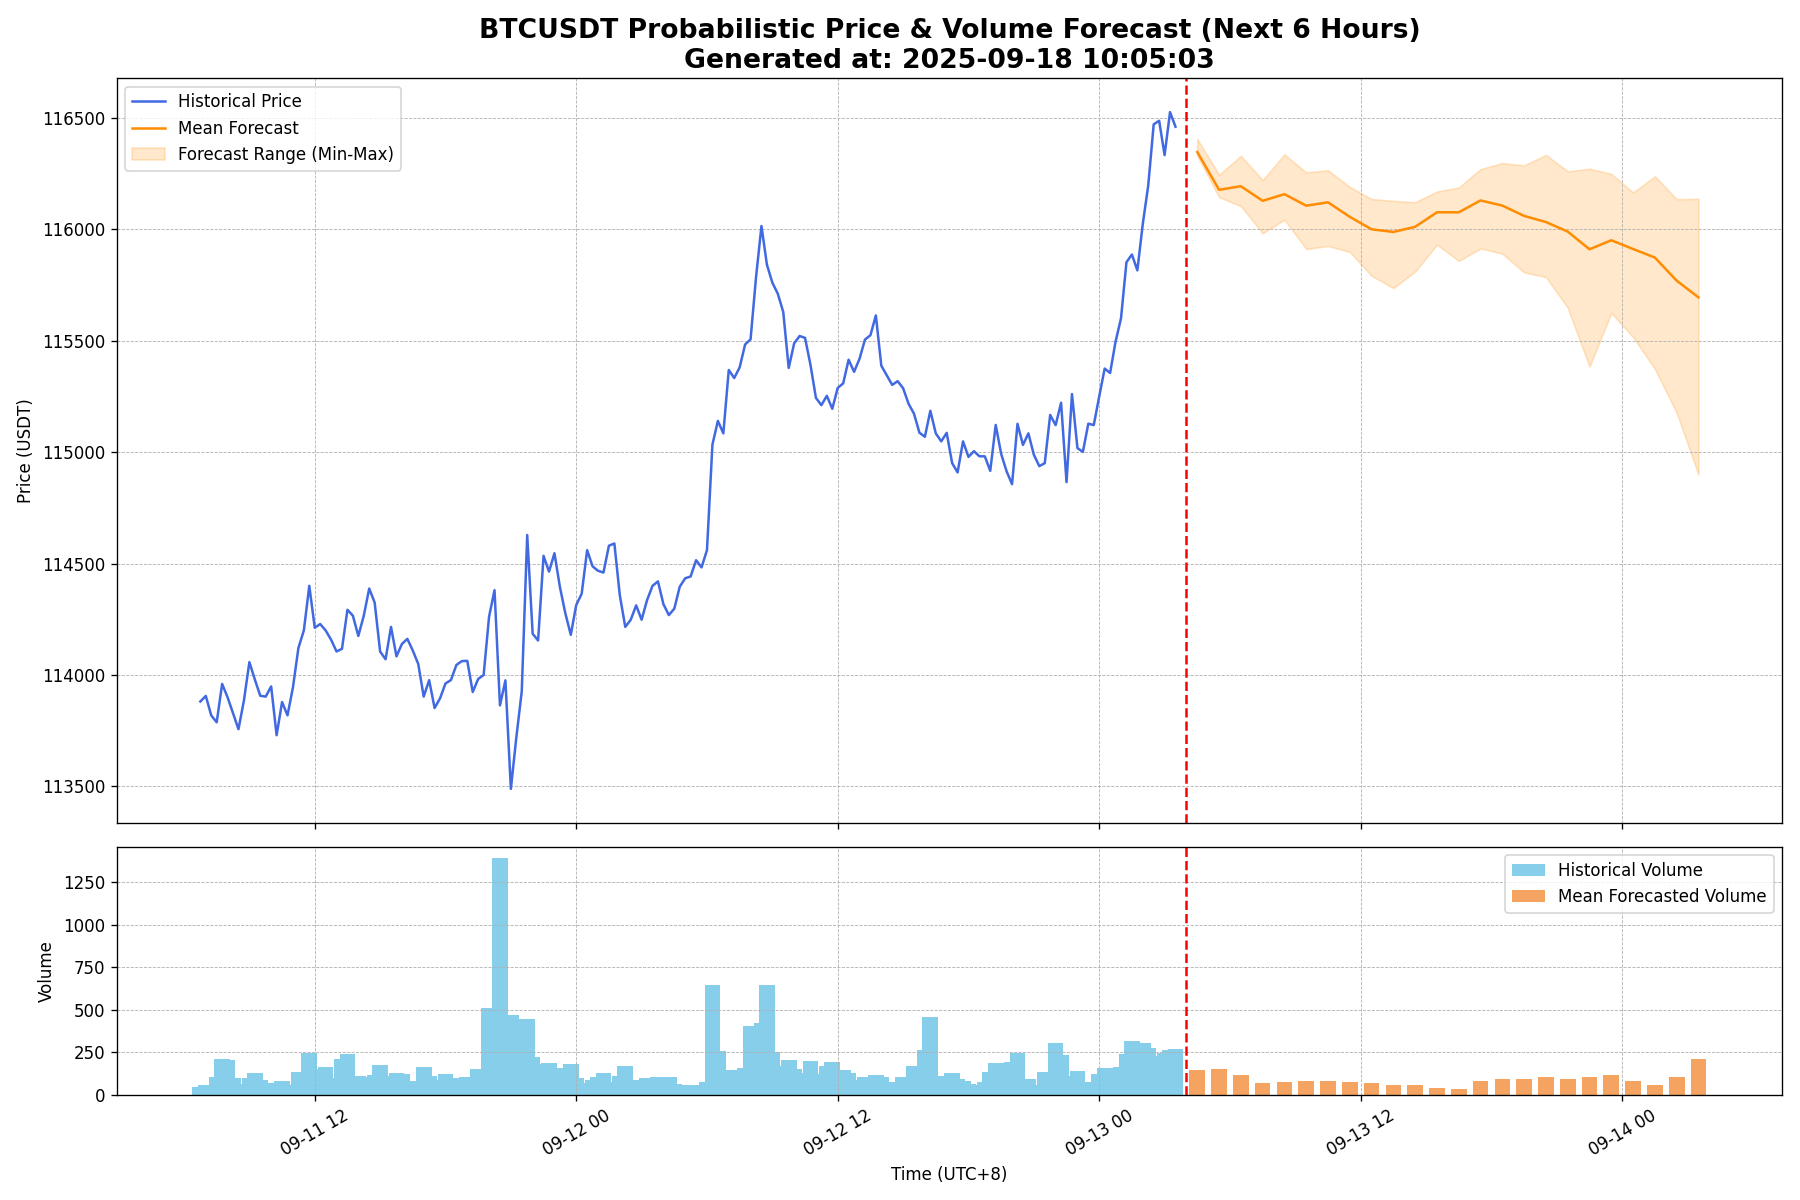 BTCUSDT Probabilistic Price & Volume Forecast (Next 6 Hours)
Generated at: 2025-09-18 10:05:03
Historical Price
Mean Forecast
Forecast Range (Min-Max)
Price (USDT)
116500
116000
115500
115000
114500
114000
113500
Historical Volume
Mean Forecasted Volume
Volume
1250
1000
750
500
250
0
09-11 12
09-12 00
09-12 12
09-13 00
09-13 12
09-14 00
Time (UTC+8)